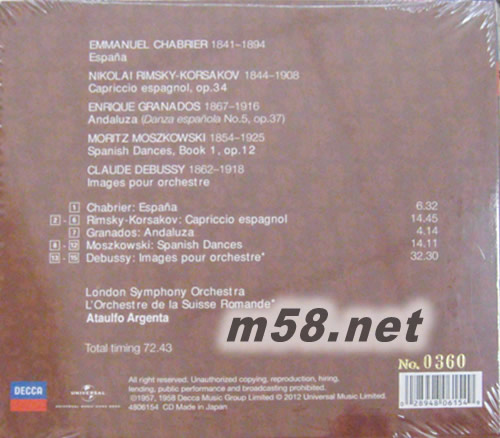 EMMANUEL CHABRIER 1841–1894
España
NIKOLAI RIMSKY-KORSAKOV 1844–1908
Capriccio espagnol, op.34
ENRIQUE GRANADOS 1867–1916
Andaluza (Danza española No.5, op.37)
MORITZ MOSZKOWSKI 1854–1925
Spanish Dances, Book 1, op.12
CLAUDE DEBUSSY 1862–1918
Images pour orchestre
1 Chabrier: España 6.32
2 - 6 Rimsky-Korsakov: Capriccio espagnol 14.45
7 Granados: Andaluza 4.14
8 - 12 Moszkowski: Spanish Dances 14.11
13 - 15 Debussy: Images pour orchestre* 32.30
London Symphony Orchestra
L'Orchestre de la Suisse Romande*
Ataulfo Argenta
m58.net
Total timing 72.43
No. 0360
DECCA
UNIVERSAL
All right reserved. Unauthorized copying, reproduction, hiring,
lending, public performance and broadcasting prohibited.
©1957, 1958 Decca Music Group Limited © 2012 Universal Music Group Limited
4806154 CD Made in Japan